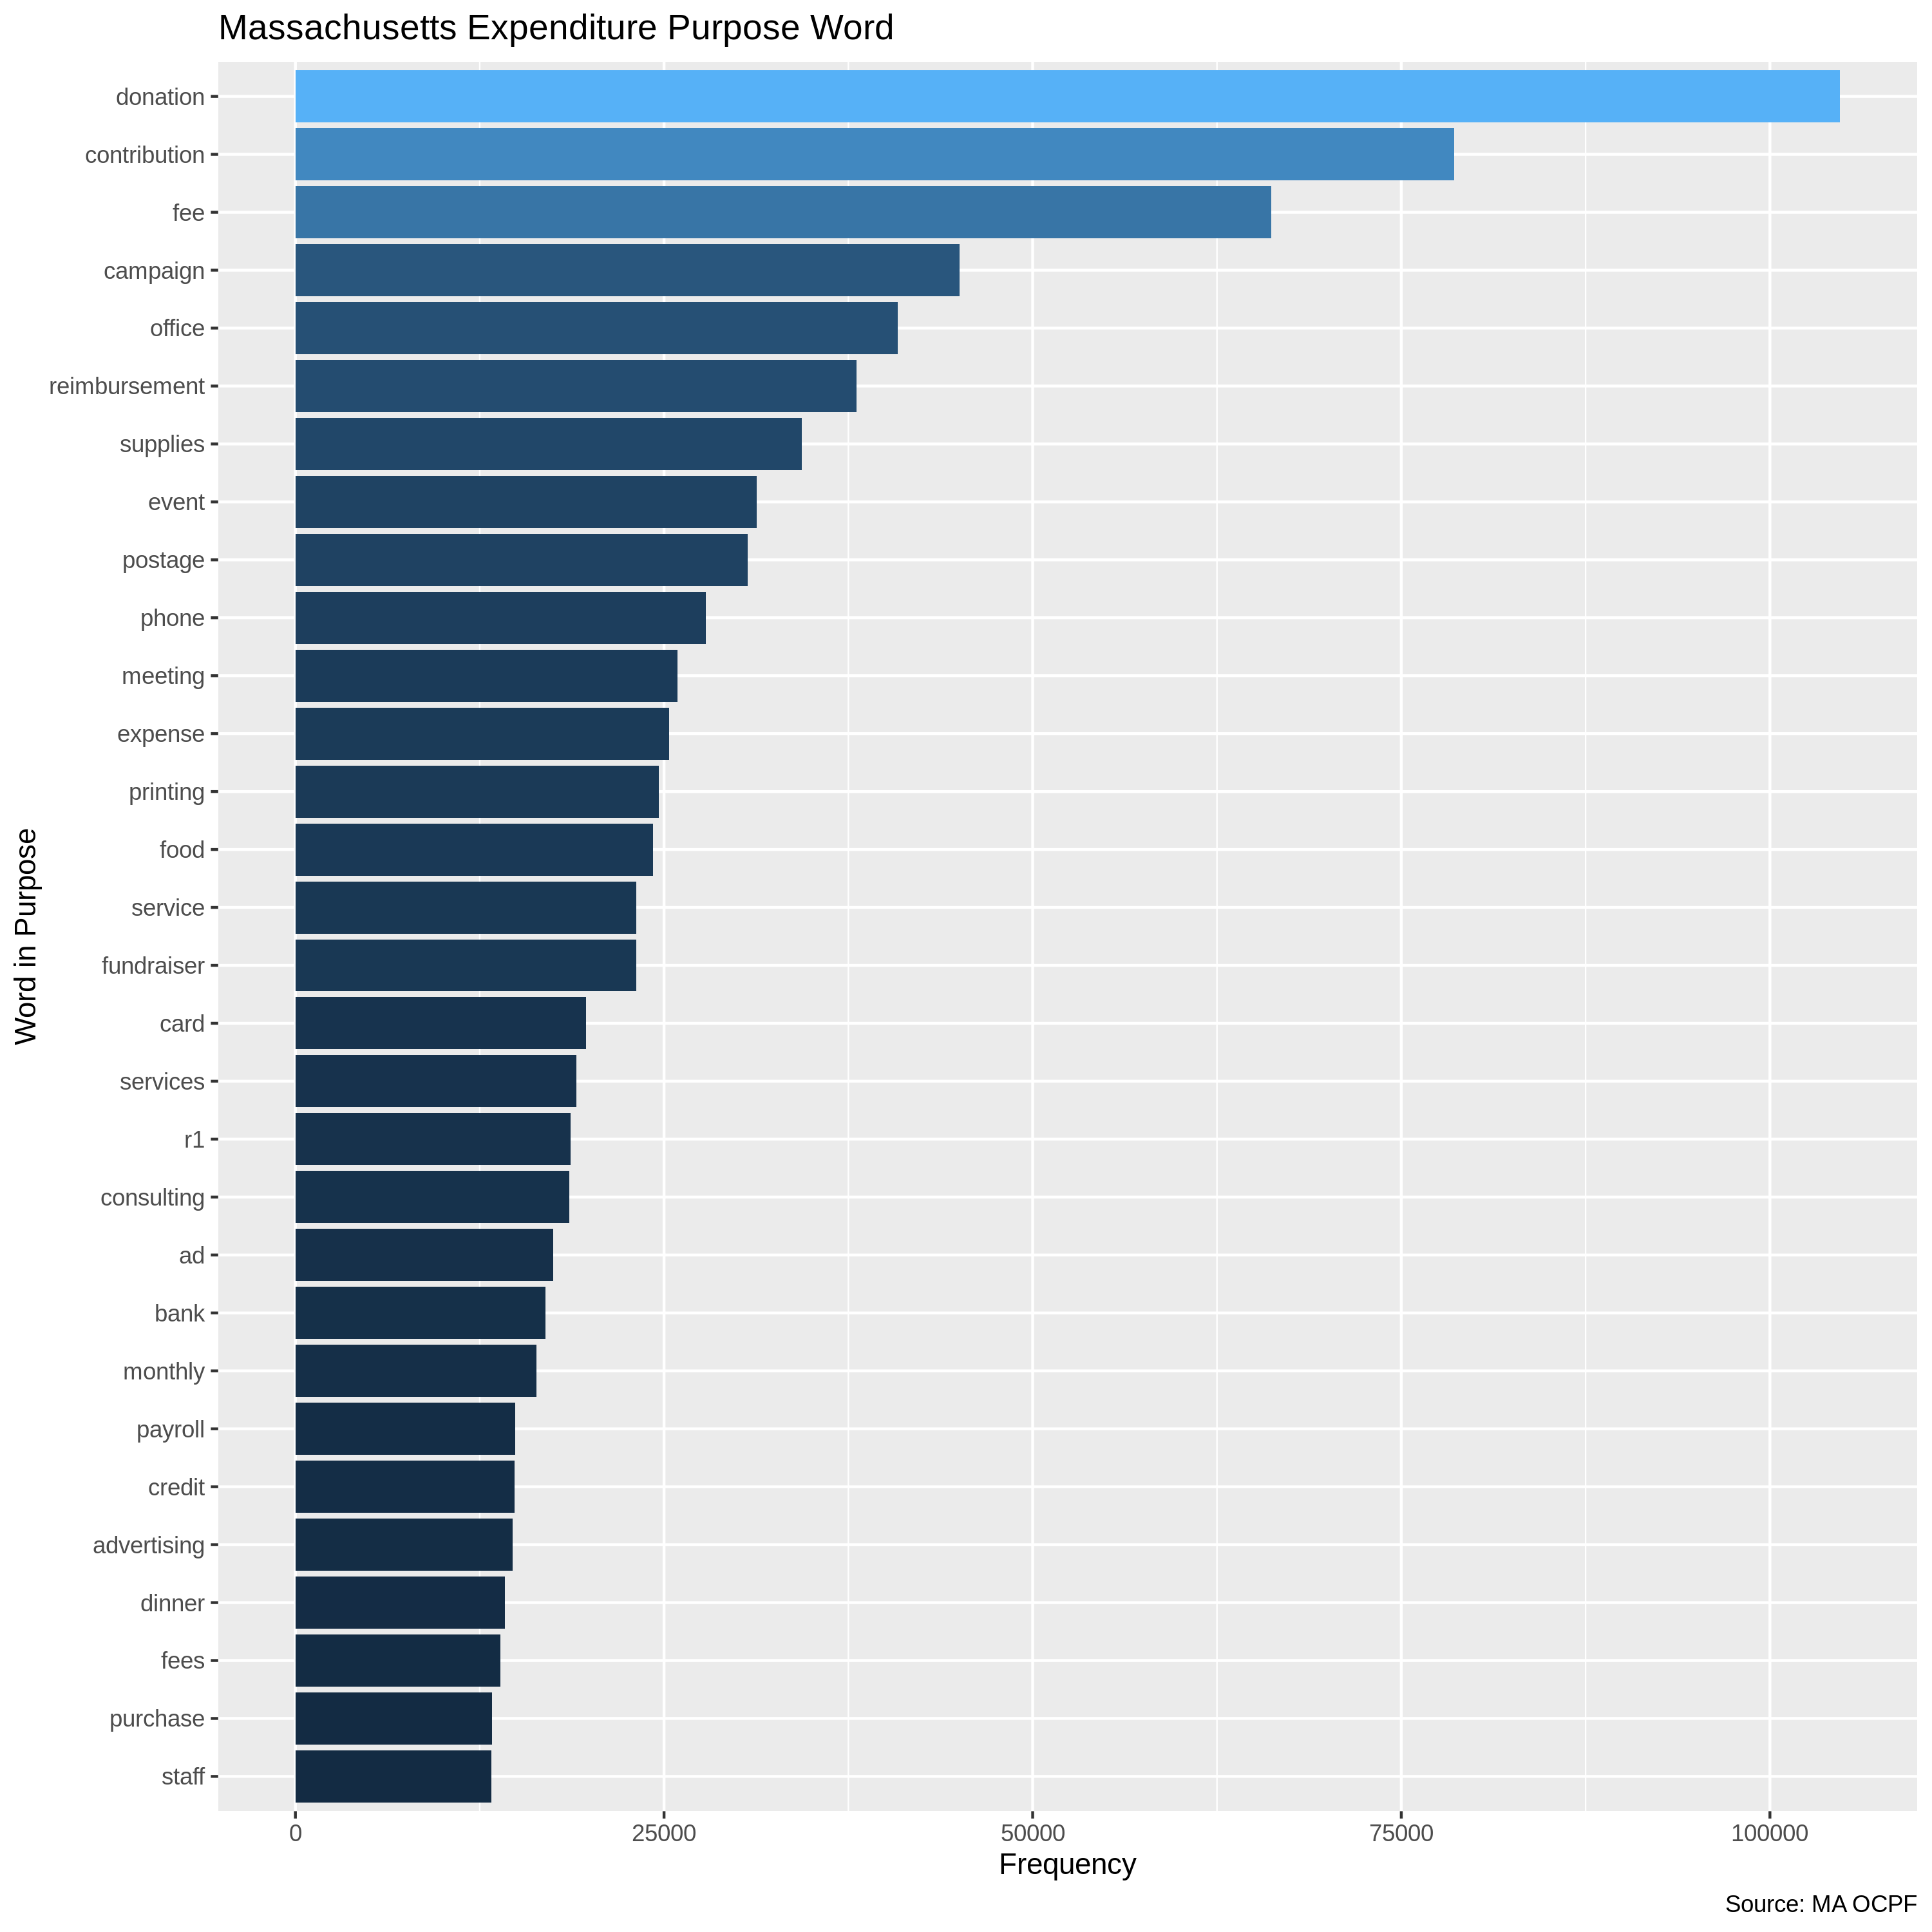 Massachusetts Expenditure Purpose Word
donation
contribution
fee
campaign
office
reimbursement
supplies
event
postage
phone
meeting
expense
printing
food
service
fundraiser
card
services
r1
consulting
ad
bank
monthly
payroll
credit
advertising
dinner
fees
purchase
staff
Word in Purpose
0 25000 50000 75000 100000
Frequency
Source: MA OCPF